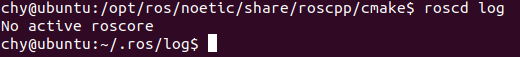 chy@ubuntu:/opt/ros/noetic/share/roscpp/cmake$ roscd log
No active roscore
chy@ubuntu:~/.ros/log$